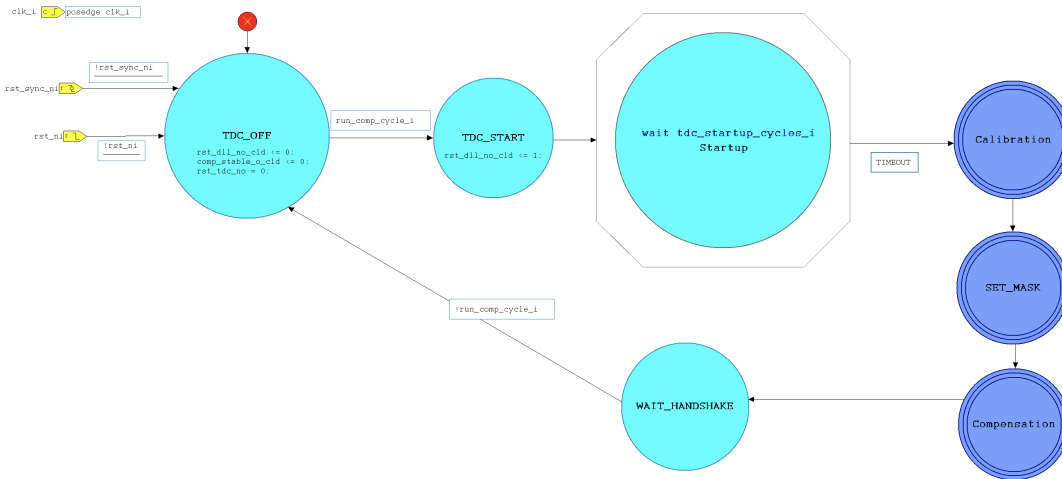 clk_i
posedge clk_i
!rst_sync_ni
rst_sync_ni
rst_ni
!rst_ni
TDC_OFF
rst_dll_no_cld <= 0;
comp_stable_o_cld <= 0;
rst_tdc_no = 0;
run_comp_cycle_i
TDC_START
rst_dll_no_cld <= 1;
wait tdc_startup_cycles_i
Startup
TIMEOUT
Calibration
SET_MASK
!run_comp_cycle_i
WAIT_HANDSHAKE
Compensation